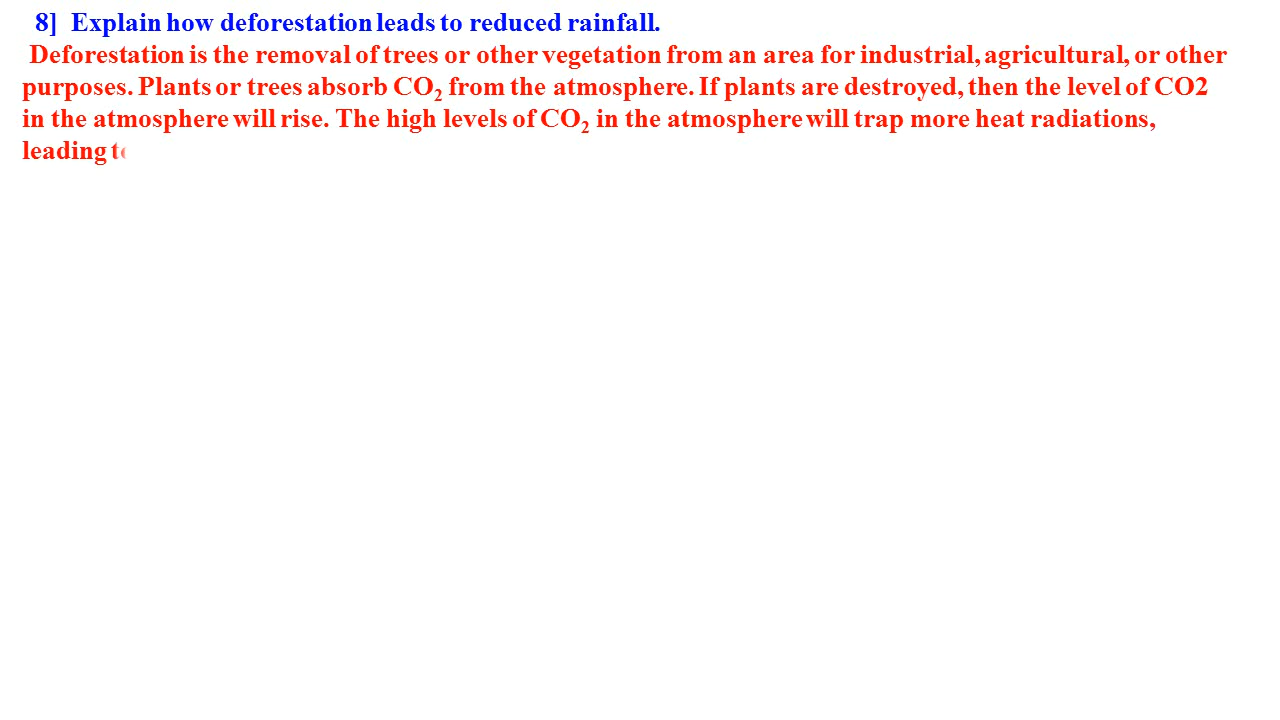 8] Explain how deforestation leads to reduced rainfall.
Deforestation is the removal of trees or other vegetation from an area for industrial, agricultural, or other
purposes. Plants or trees absorb CO₂ from the atmosphere. If plants are destroyed, then the level of CO2
in the atmosphere will rise. The high levels of CO₂ in the atmosphere will trap more heat radiations,
leading